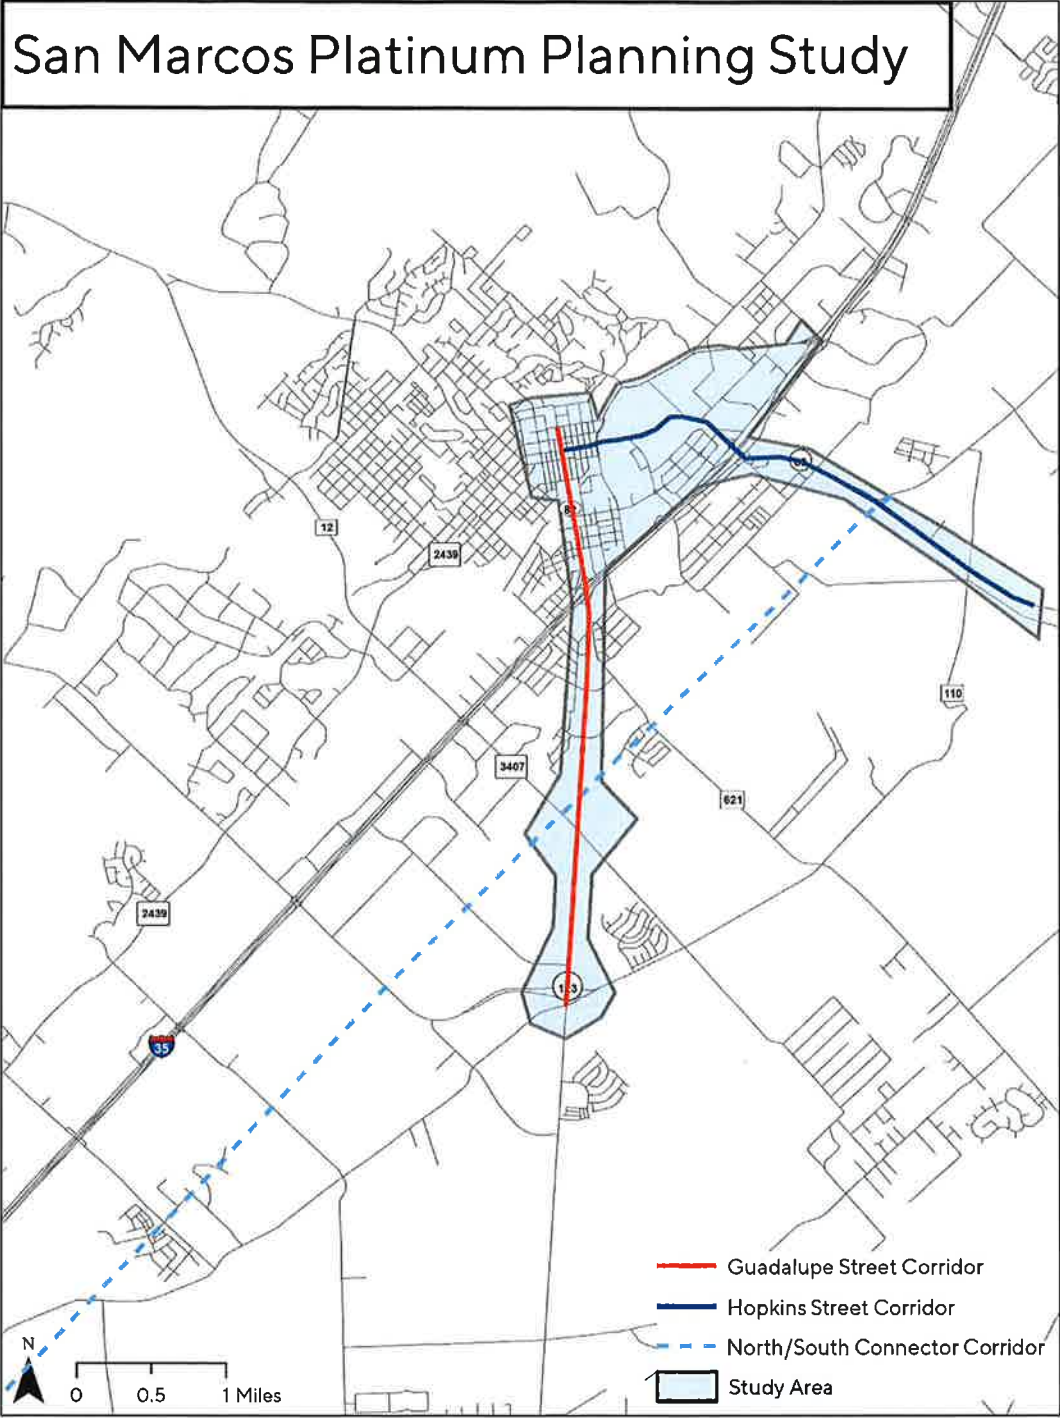 San Marcos Platinum Planning Study
12
2439
3407
110
621
2439
35
Guadalupe Street Corridor
Hopkins Street Corridor
North/South Connector Corridor
Study Area
N
0 0.5 1 Miles